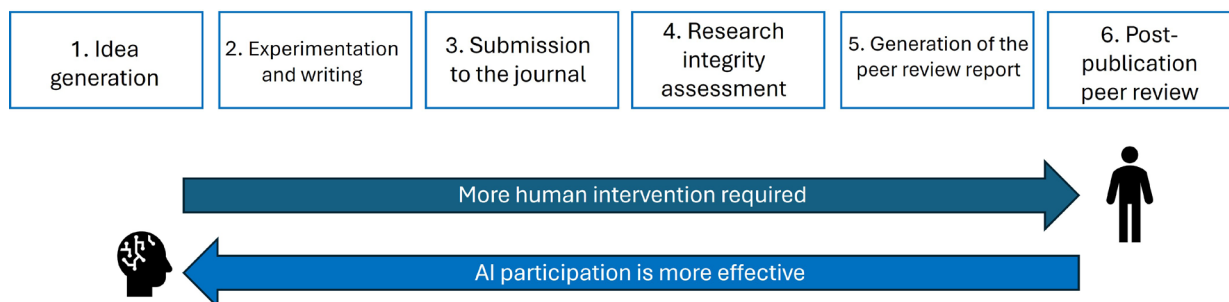 1. Idea
generation
2. Experimentation
and writing
3. Submission
to the journal
4. Research
integrity
assessment
5. Generation of the
peer review report
6. Post-
publication
peer review
More human intervention required
AI participation is more effective